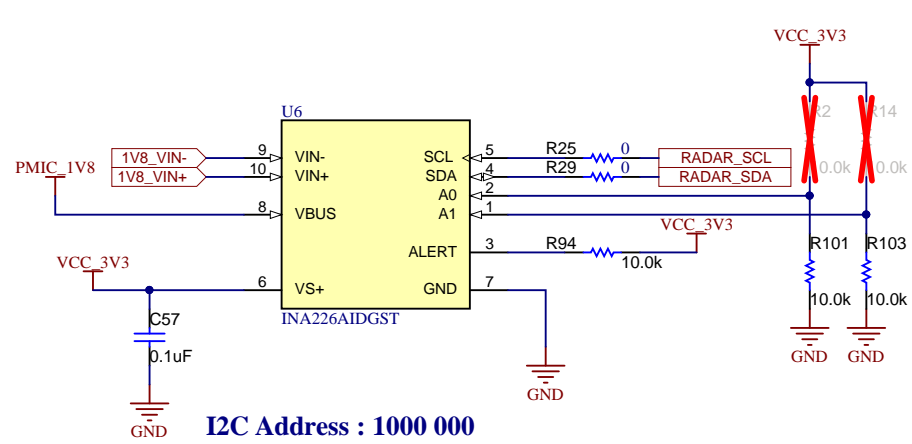 VCC_3V3
U6
R2
R14
10.0k
10.0k
PMIC_1V8
1V8_VIN-
1V8_VIN+
9
10
8
6
VIN-
VIN+
VBUS
VS+
SCL
SDA
A0
A1
ALERT
GND
5
4
2
1
3
7
R25
0
R29
0
RADAR_SCL
RADAR_SDA
R94
10.0k
VCC_3V3
R101
R103
10.0k
10.0k
GND
GND
VCC_3V3
C57
0.1uF
INA226AIDGST
GND
GND
I2C Address : 1000 000